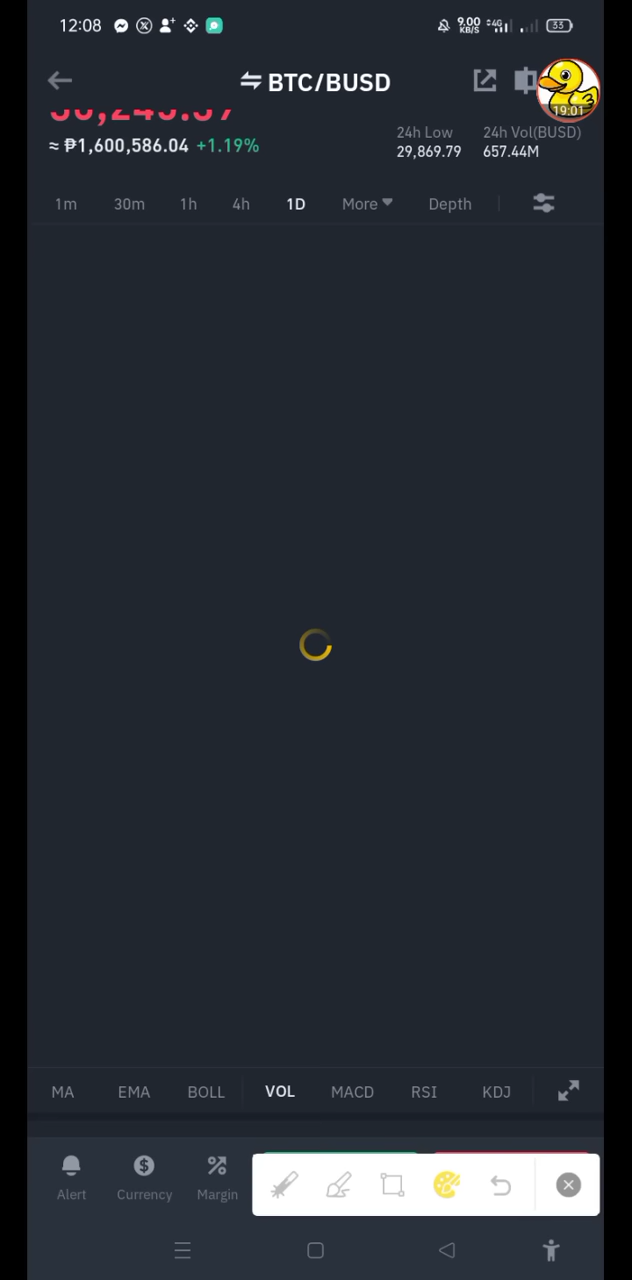 12:08 9.00 KB/S 4G 33
BTC/BUSD
19:01
24h Low 24h Vol(BUSD)
≈ ₱1,600,586.04 +1.19% 29,869.79 657.44M
1m 30m 1h 4h 1D More Depth
MA EMA BOLL VOL MACD RSI KDJ
Alert Currency Margin